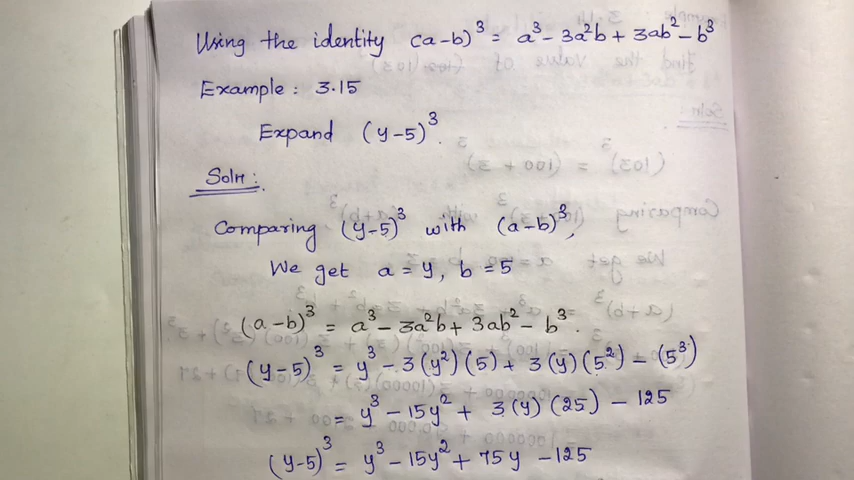 Using the identity (a-b)³ = a³ - 3a²b + 3ab² - b³
Example : 3.15
Expand (y-5)³.
Soln :
Comparing (y-5)³ with (a-b)³,
We get a = y, b = 5
(a-b)³ = a³ - 3a²b + 3ab² - b³.
(y-5)³ = y³ - 3(y²)(5) + 3(y)(5²) - (5³)
= y³ - 15y² + 3(y)(25) - 125
(y-5)³ = y³ - 15y² + 75y - 125